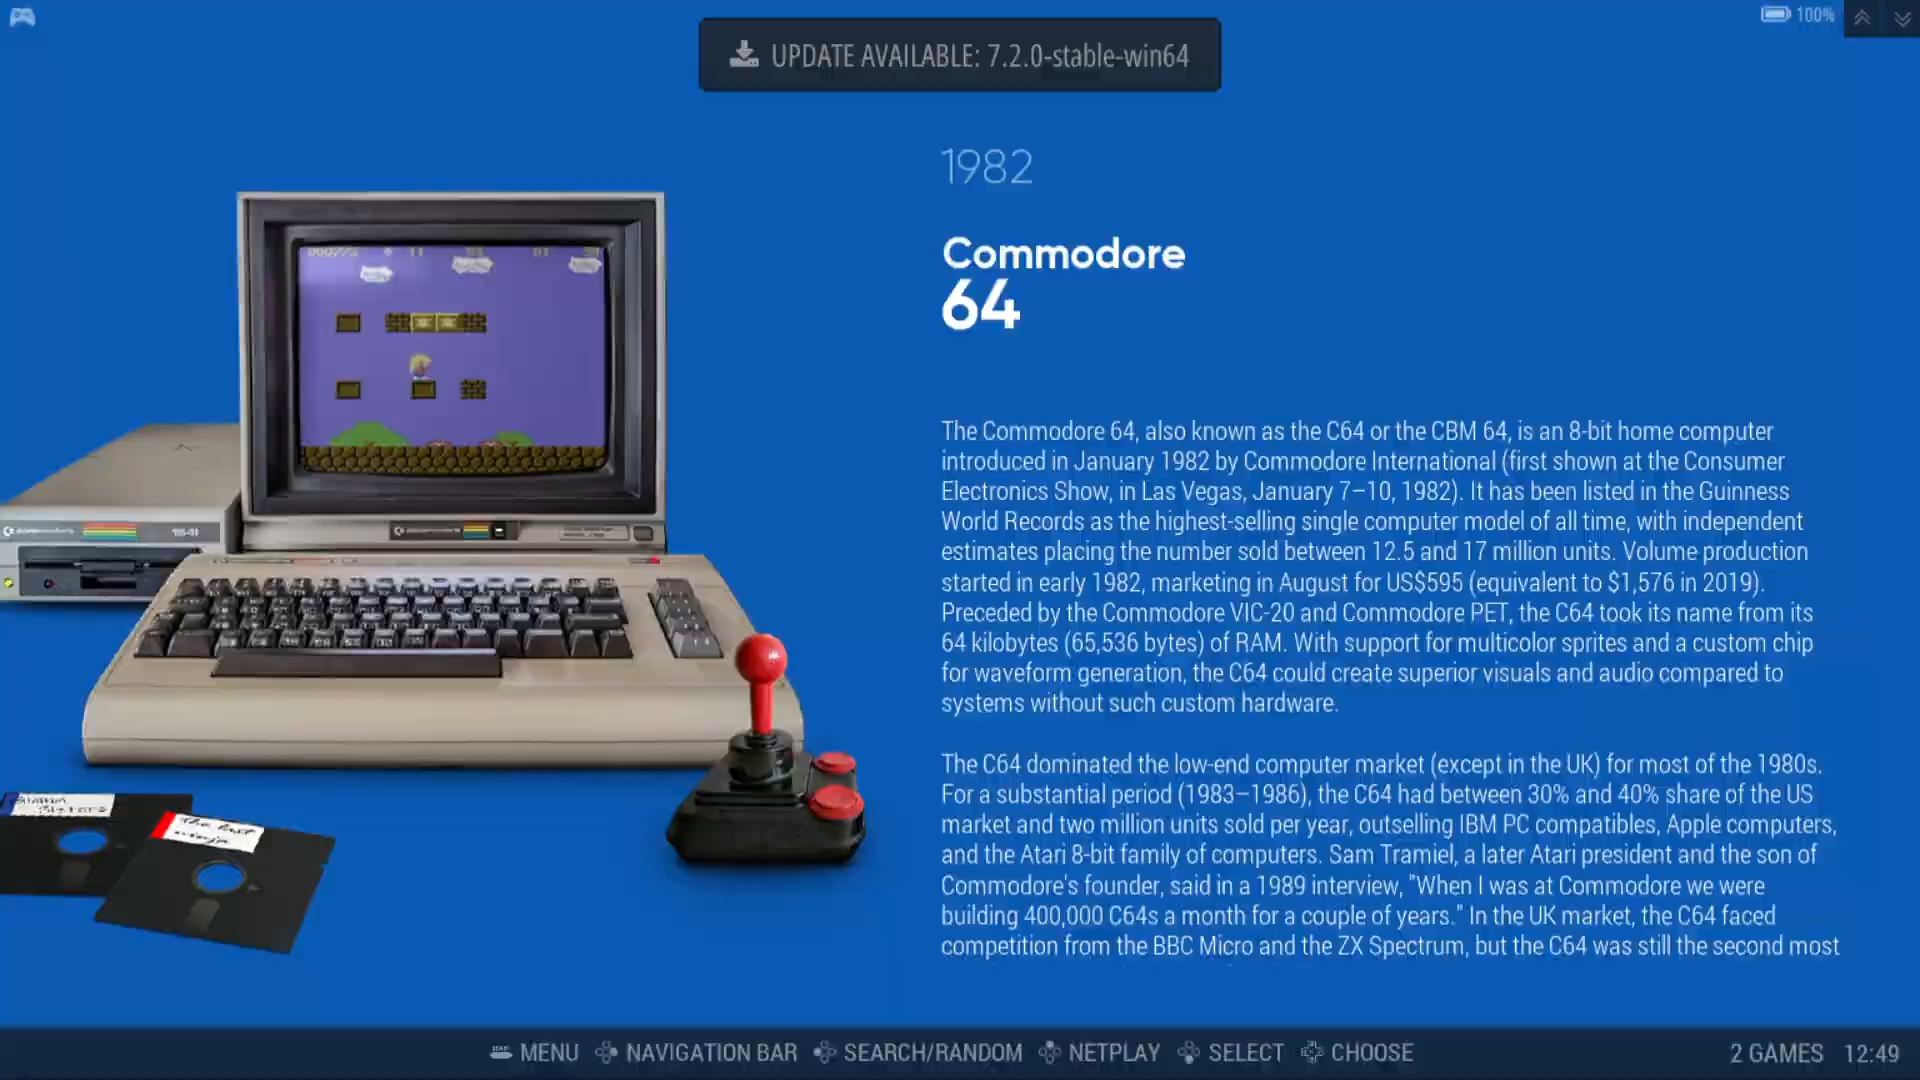 100%
UPDATE AVAILABLE: 7.2.0-stable-win64
1982
Commodore
64
The Commodore 64, also known as the C64 or the CBM 64, is an 8-bit home computer
introduced in January 1982 by Commodore International (first shown at the Consumer
Electronics Show, in Las Vegas, January 7–10, 1982). It has been listed in the Guinness
World Records as the highest-selling single computer model of all time, with independent
estimates placing the number sold between 12.5 and 17 million units. Volume production
started in early 1982, marketing in August for US$595 (equivalent to $1,576 in 2019).
Preceded by the Commodore VIC-20 and Commodore PET, the C64 took its name from its
64 kilobytes (65,536 bytes) of RAM. With support for multicolor sprites and a custom chip
for waveform generation, the C64 could create superior visuals and audio compared to
systems without such custom hardware.
The C64 dominated the low-end computer market (except in the UK) for most of the 1980s.
For a substantial period (1983–1986), the C64 had between 30% and 40% share of the US
market and two million units sold per year, outselling IBM PC compatibles, Apple computers,
and the Atari 8-bit family of computers. Sam Tramiel, a later Atari president and the son of
Commodore's founder, said in a 1989 interview, "When I was at Commodore we were
building 400,000 C64s a month for a couple of years." In the UK market, the C64 faced
competition from the BBC Micro and the ZX Spectrum, but the C64 was still the second most
commodore
1541
The last
ninja
START MENU NAVIGATION BAR SEARCH/RANDOM NETPLAY SELECT CHOOSE
2 GAMES 12:49